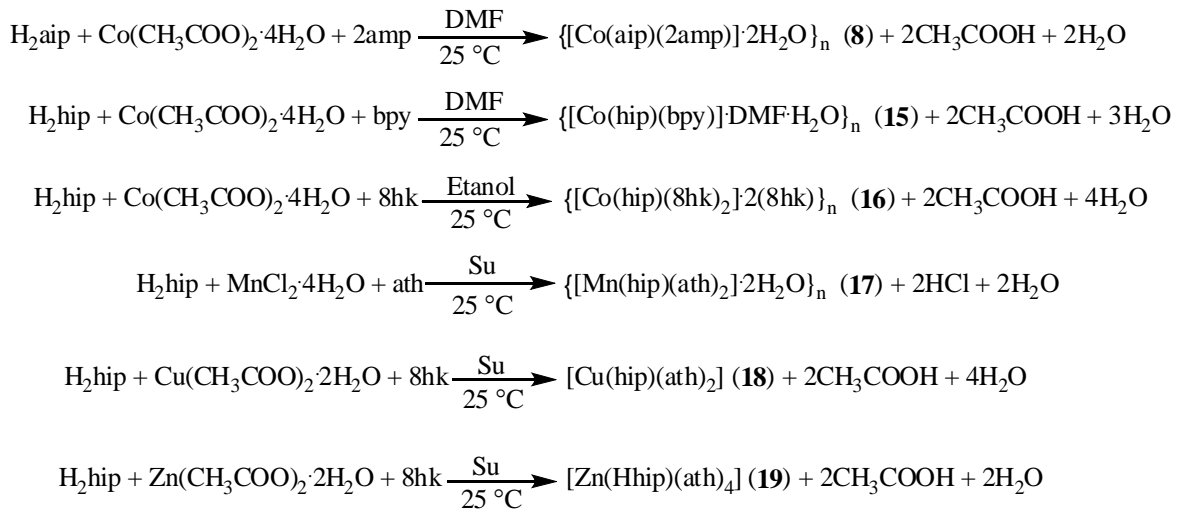 H₂aip + Co(CH₃COO)₂·4H₂O + 2amp DMF 25 °C {[Co(aip)(2amp)]·2H₂O}ₙ (8) + 2CH₃COOH + 2H₂O
H₂hip + Co(CH₃COO)₂·4H₂O + bpy DMF 25 °C {[Co(hip)(bpy)]·DMF·H₂O}ₙ (15) + 2CH₃COOH + 3H₂O
H₂hip + Co(CH₃COO)₂·4H₂O + 8hk Etanol 25 °C {[Co(hip)(8hk)₂]·2(8hk)}ₙ (16) + 2CH₃COOH + 4H₂O
H₂hip + MnCl₂·4H₂O + ath Su 25 °C {[Mn(hip)(ath)₂]·2H₂O}ₙ (17) + 2HCl + 2H₂O
H₂hip + Cu(CH₃COO)₂·2H₂O + 8hk Su 25 °C [Cu(hip)(ath)₂] (18) + 2CH₃COOH + 4H₂O
H₂hip + Zn(CH₃COO)₂·2H₂O + 8hk Su 25 °C [Zn(Hhip)(ath)₄] (19) + 2CH₃COOH + 2H₂O